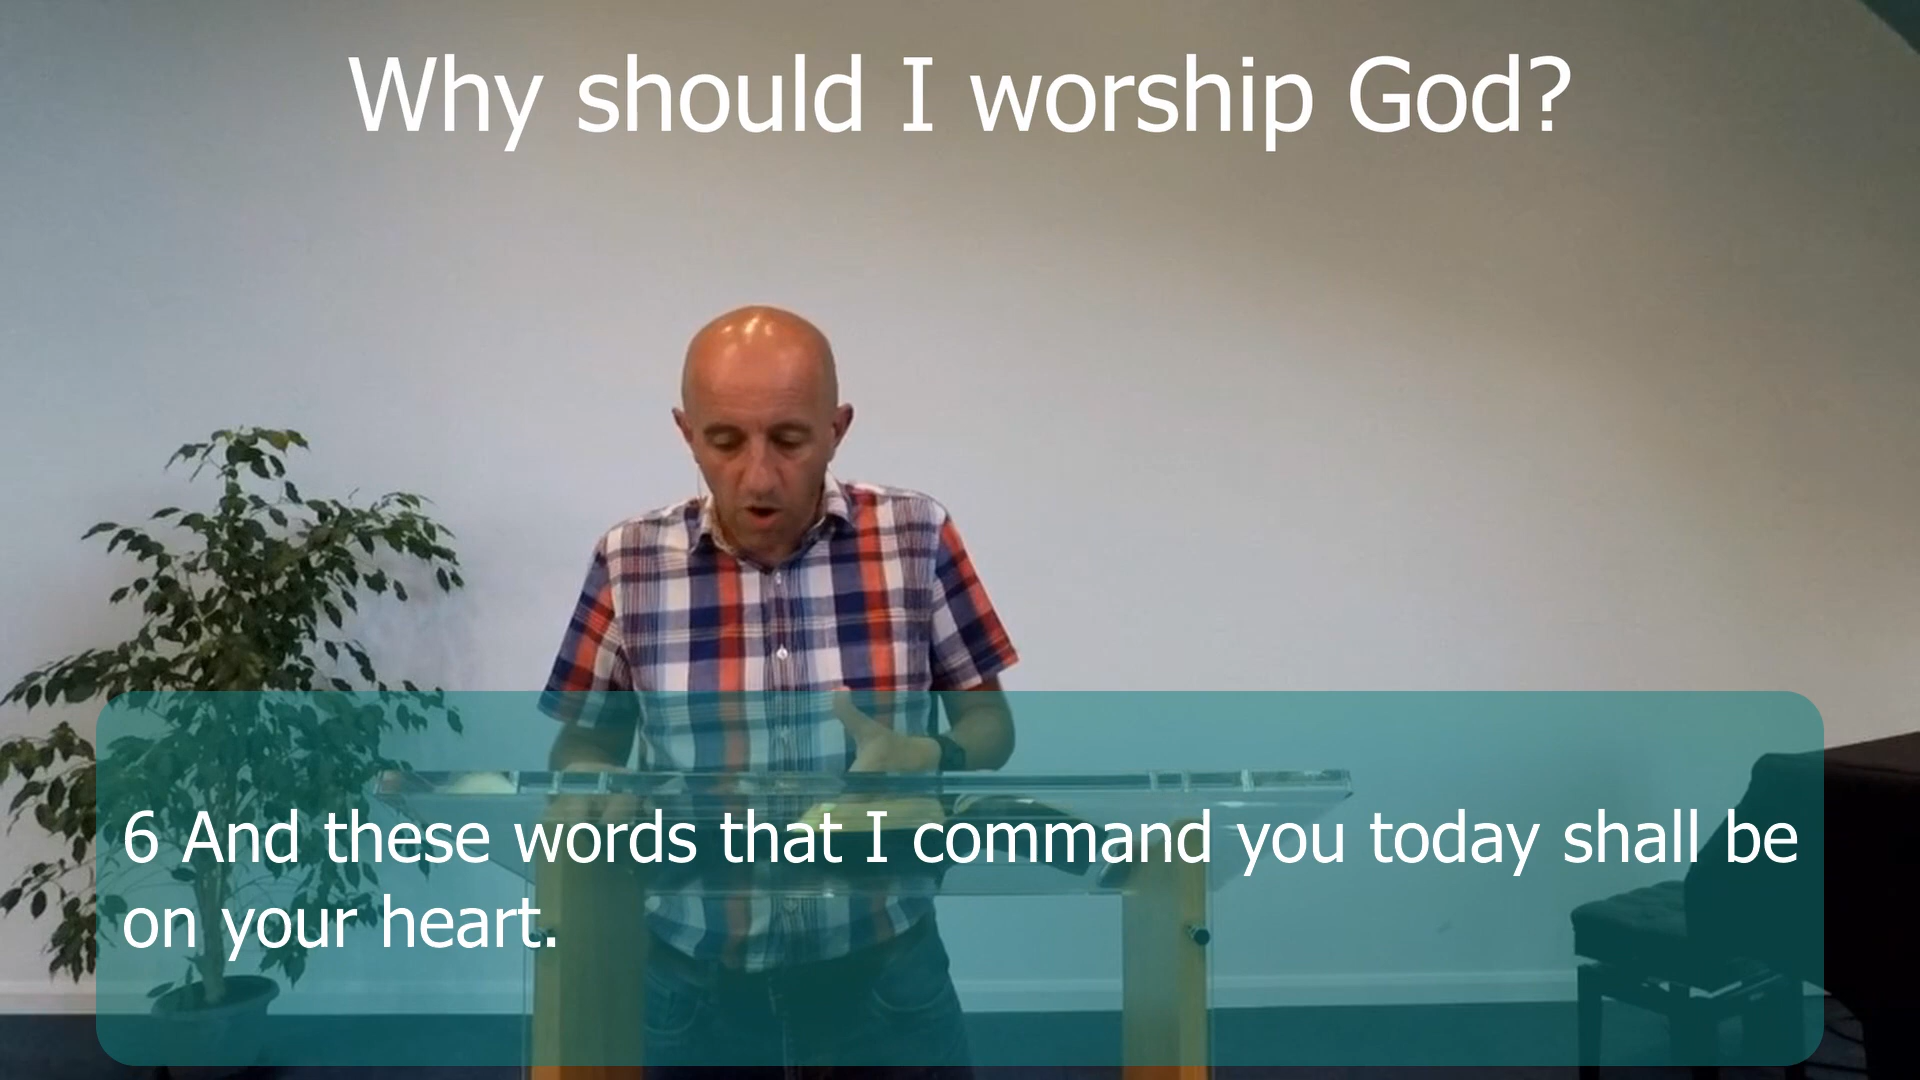 Why should I worship God?
6 And these words that I command you today shall be
on your heart.